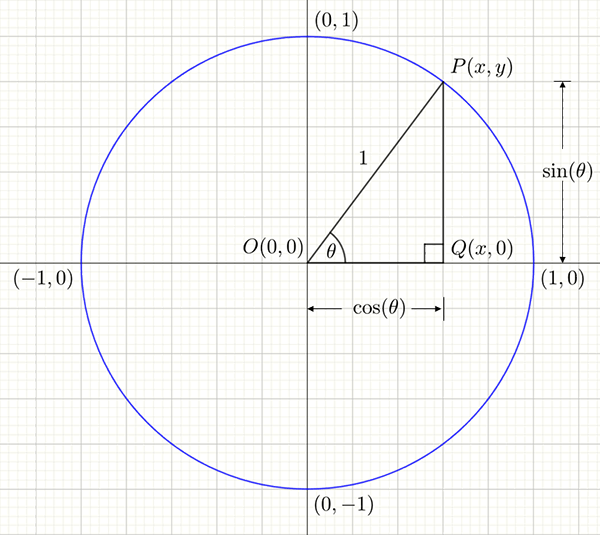 (0, 1)
P(x, y)
1
sin(θ)
O(0, 0)
θ
Q(x, 0)
(−1, 0)
(1, 0)
cos(θ)
(0, −1)